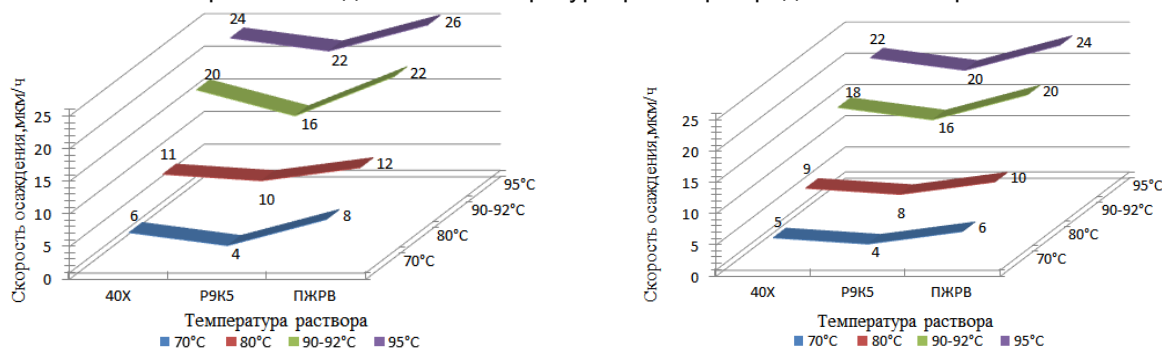 24
26
22
20
22
16
11
12
10
6
8
4
Скорость осаждения,мкм/ч
25
20
15
10
5
0
95°C
90-92°C
80°C
70°C
40Х Р9К5 ПЖРВ
Температура раствора
70°C 80°C 90-92°C 95°C
22
24
20
18
20
16
9
10
8
5
6
4
Скорость осаждения,мкм/ч
25
20
15
10
5
0
95°C
90-92°C
80°C
70°C
40Х Р9К5 ПЖРВ
Температура раствора
70°C 80°C 90-92°C 95°C